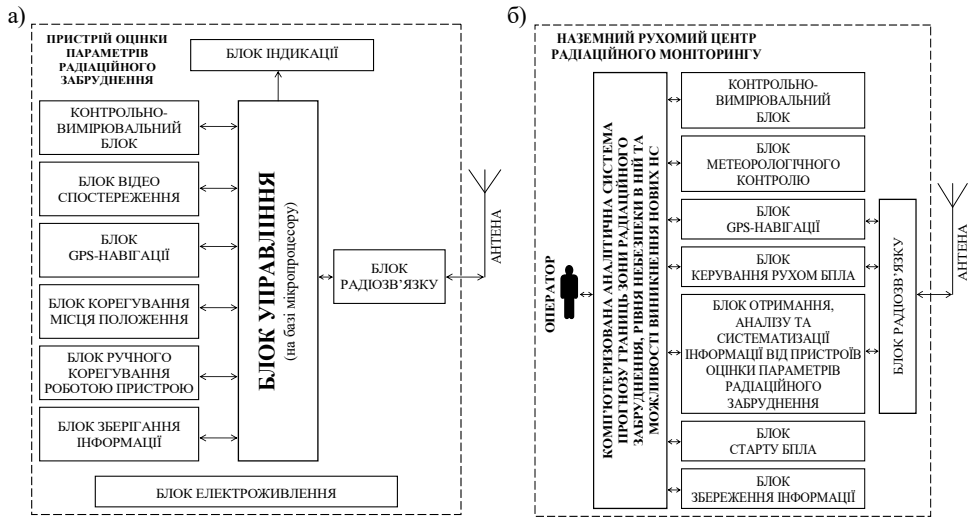 а)
ПРИСТРІЙ ОЦІНКИ
ПАРАМЕТРІВ
РАДІАЦІЙНОГО
ЗАБРУДНЕННЯ
БЛОК ІНДИКАЦІЇ
КОНТРОЛЬНО-
ВИМІРЮВАЛЬНИЙ
БЛОК
БЛОК ВІДЕО
СПОСТЕРЕЖЕННЯ
БЛОК
GPS-НАВІГАЦІЇ
БЛОК КОРЕГУВАННЯ
МІСЦЯ ПОЛОЖЕННЯ
БЛОК РУЧНОГО
КОРЕГУВАННЯ
РОБОТОЮ ПРИСТРОЮ
БЛОК ЗБЕРІГАННЯ
ІНФОРМАЦІЇ
БЛОК УПРАВЛІННЯ
(на базі мікропроцесору)
БЛОК
РАДІОЗВ’ЯЗКУ
АНТЕНА
БЛОК ЕЛЕКТРОЖИВЛЕННЯ
б)
НАЗЕМНИЙ РУХОМИЙ ЦЕНТР
РАДІАЦІЙНОГО МОНІТОРИНГУ
ОПЕРАТОР
КОМП'ЮТЕРИЗОВАНА АНАЛІТИЧНА СИСТЕМА
ПРОГНОЗУ ГРАНИЦЬ ЗОНИ РАДІАЦІЙНОГО
ЗАБРУДНЕННЯ, РІВНЯ НЕБЕЗПЕКИ В НІЙ ТА
МОЖЛИВОСТІ ВИНИКНЕННЯ НОВИХ НС
КОНТРОЛЬНО-
ВИМІРЮВАЛЬНИЙ
БЛОК
БЛОК
МЕТЕОРОЛОГІЧНОГО
КОНТРОЛЮ
БЛОК
GPS-НАВІГАЦІЇ
БЛОК
КЕРУВАННЯ РУХОМ БПЛА
БЛОК ОТРИМАННЯ,
АНАЛІЗУ ТА
СИСТЕМАТИЗАЦІЇ
ІНФОРМАЦІЇ ВІД ПРИСТРОЇВ
ОЦІНКИ ПАРАМЕТРІВ
РАДІАЦІЙНОГО
ЗАБРУДНЕННЯ
БЛОК
СТАРТУ БПЛА
БЛОК
ЗБЕРЕЖЕННЯ ІНФОРМАЦІЇ
БЛОК РАДІОЗВ’ЯЗКУ
АНТЕНА